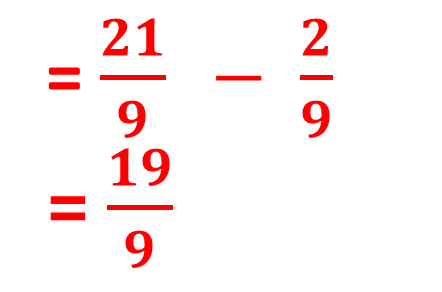 = 21/9 − 2/9
= 19/9